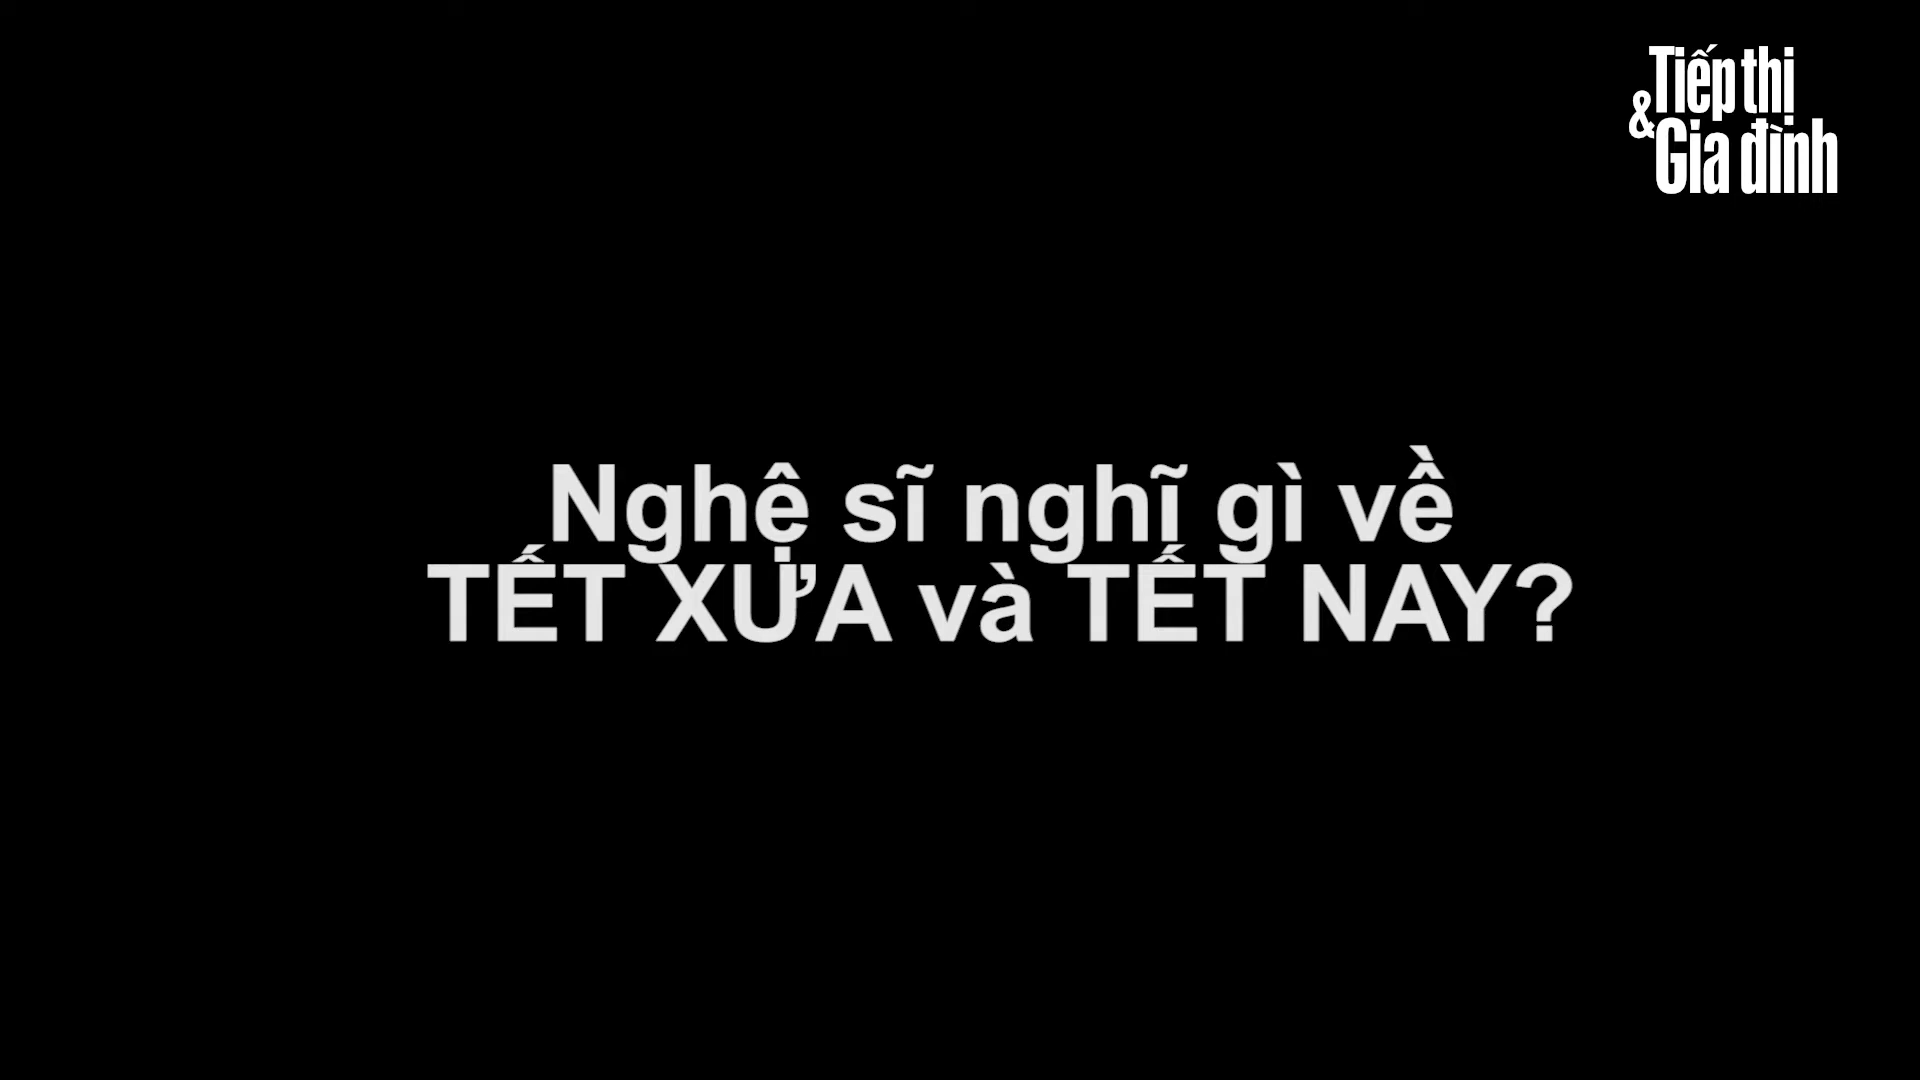 Tiếp thị
& Gia đình
Nghệ sĩ nghĩ gì về
TẾT XƯA và TẾT NAY?